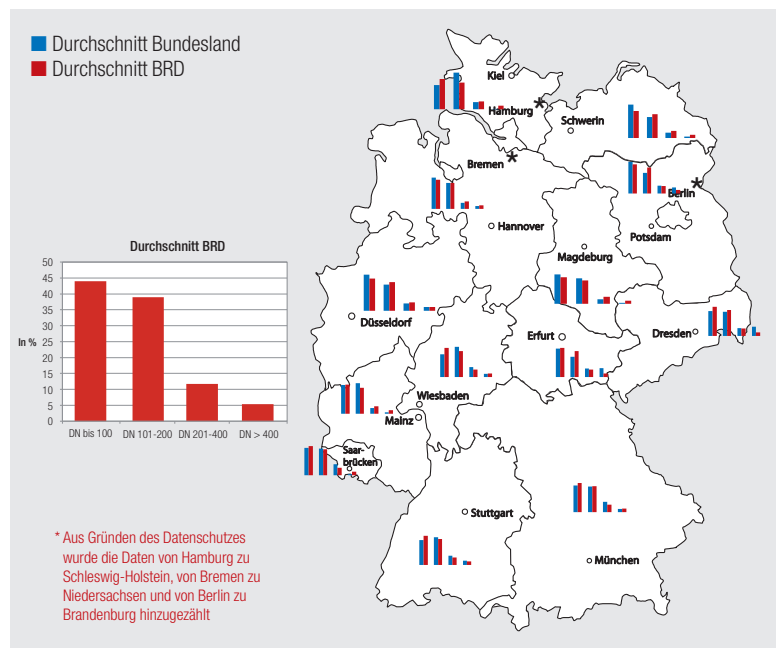 Durchschnitt Bundesland
Durchschnitt BRD
Kiel
Hamburg *
Schwerin
Bremen *
Berlin *
Hannover
Potsdam
Magdeburg
Durchschnitt BRD
50
45
40
35
30
25
20
15
10
5
0
In %
DN bis 100 DN 101-200 DN 201-400 DN > 400
Düsseldorf
Erfurt
Dresden
Wiesbaden
Mainz
Saar-
brücken
Stuttgart
München
* Aus Gründen des Datenschutzes
wurde die Daten von Hamburg zu
Schleswig-Holstein, von Bremen zu
Niedersachsen und von Berlin zu
Brandenburg hinzugezählt